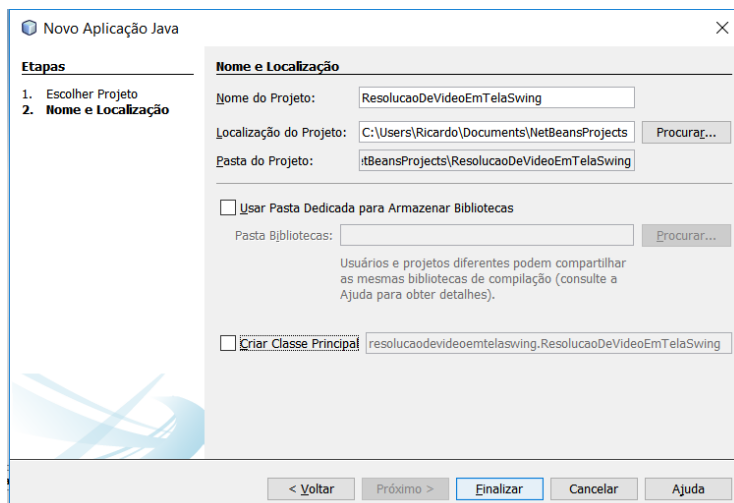 Novo Aplicação Java
Etapas
1. Escolher Projeto
2. Nome e Localização
Nome e Localização
Nome do Projeto: ResolucaoDeVideoEmTelaSwing
Localização do Projeto: C:\Users\Ricardo\Documents\NetBeansProjects Procurar...
Pasta do Projeto: :tBeansProjects\ResolucaoDeVideoEmTelaSwing
Usar Pasta Dedicada para Armazenar Bibliotecas
Pasta Bibliotecas: Procurar...
Usuários e projetos diferentes podem compartilhar
as mesmas bibliotecas de compilação (consulte a
Ajuda para obter detalhes).
Criar Classe Principal resolucaodevideoemtelaswing.ResolucaoDeVideoEmTelaSwing
< Voltar Próximo > Finalizar Cancelar Ajuda